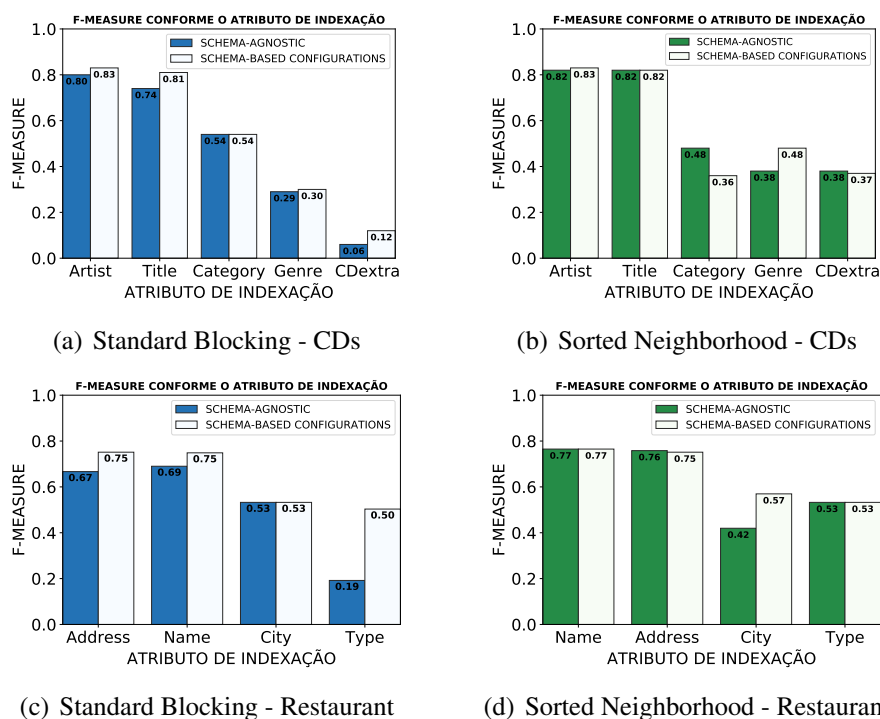 F-MEASURE CONFORME O ATRIBUTO DE INDEXAÇÃO
1.0
0.8
0.6
0.4
0.2
0.0
F-MEASURE
SCHEMA-AGNOSTIC
SCHEMA-BASED CONFIGURATIONS
0.80 0.83 0.74 0.81 0.54 0.54 0.29 0.30 0.06 0.12
Artist Title Category Genre CDextra
ATRIBUTO DE INDEXAÇÃO
(a) Standard Blocking - CDs
F-MEASURE CONFORME O ATRIBUTO DE INDEXAÇÃO
1.0
0.8
0.6
0.4
0.2
0.0
F-MEASURE
SCHEMA-AGNOSTIC
SCHEMA-BASED CONFIGURATIONS
0.82 0.83 0.82 0.82 0.48 0.36 0.38 0.48 0.38 0.37
Artist Title Category Genre CDextra
ATRIBUTO DE INDEXAÇÃO
(b) Sorted Neighborhood - CDs
F-MEASURE CONFORME O ATRIBUTO DE INDEXAÇÃO
1.0
0.8
0.6
0.4
0.2
0.0
F-MEASURE
SCHEMA-AGNOSTIC
SCHEMA-BASED CONFIGURATIONS
0.67 0.75 0.69 0.75 0.53 0.53 0.19 0.50
Address Name City Type
ATRIBUTO DE INDEXAÇÃO
(c) Standard Blocking - Restaurant
F-MEASURE CONFORME O ATRIBUTO DE INDEXAÇÃO
1.0
0.8
0.6
0.4
0.2
0.0
F-MEASURE
SCHEMA-AGNOSTIC
SCHEMA-BASED CONFIGURATIONS
0.77 0.77 0.76 0.75 0.42 0.57 0.53 0.53
Name Address City Type
ATRIBUTO DE INDEXAÇÃO
(d) Sorted Neighborhood - Restauran